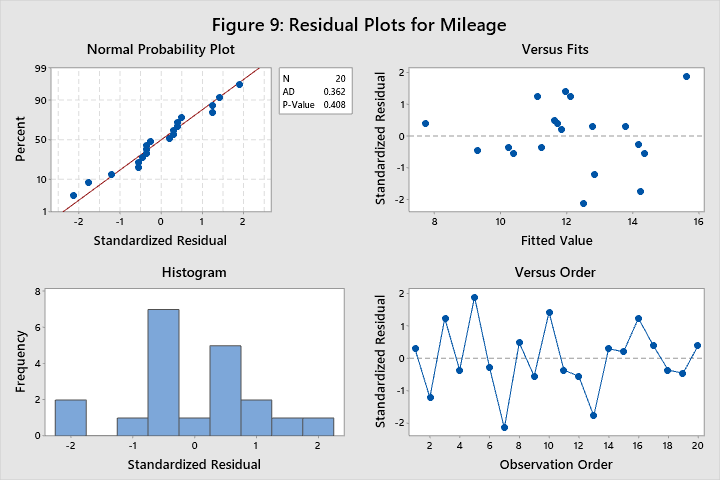 Figure 9: Residual Plots for Mileage
Normal Probability Plot
99
90
50
10
1
Percent
-2 -1 0 1 2
Standardized Residual
N 20
AD 0.362
P-Value 0.408
Versus Fits
2
1
0
-1
-2
Standardized Residual
8 10 12 14 16
Fitted Value
Histogram
8
6
4
2
0
Frequency
-2 -1 0 1 2
Standardized Residual
Versus Order
2
1
0
-1
-2
Standardized Residual
2 4 6 8 10 12 14 16 18 20
Observation Order